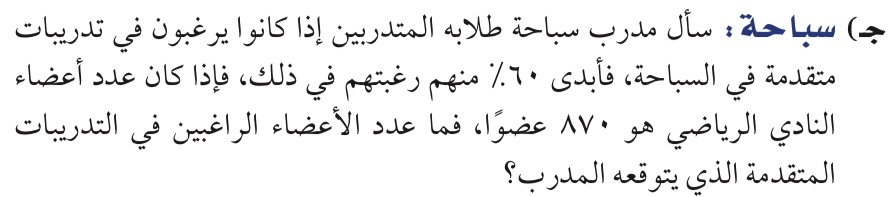 جـ) سباحة: سأل مدرب سباحة طلابه المتدربين إذا كانوا يرغبون في تدريبات
متقدمة في السباحة، فأبدى ٦٠٪ منهم رغبتهم في ذلك، فإذا كان عدد أعضاء
النادي الرياضي هو ٨٧٠ عضوًا، فما عدد الأعضاء الراغبين في التدريبات
المتقدمة الذي يتوقعه المدرب؟